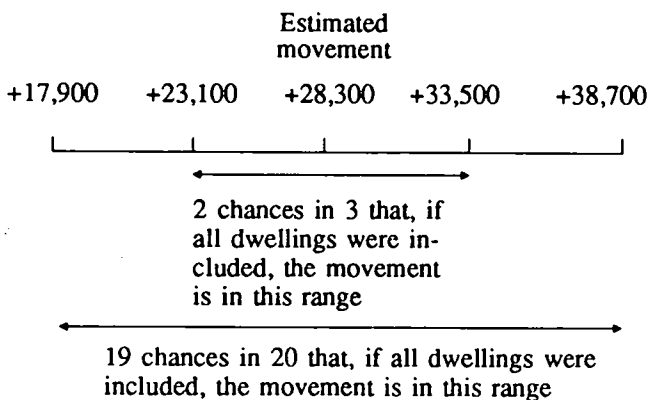 Estimated
movement
+17,900 +23,100 +28,300 +33,500 +38,700
2 chances in 3 that, if
all dwellings were in-
cluded, the movement
is in this range
19 chances in 20 that, if all dwellings were
included, the movement is in this range